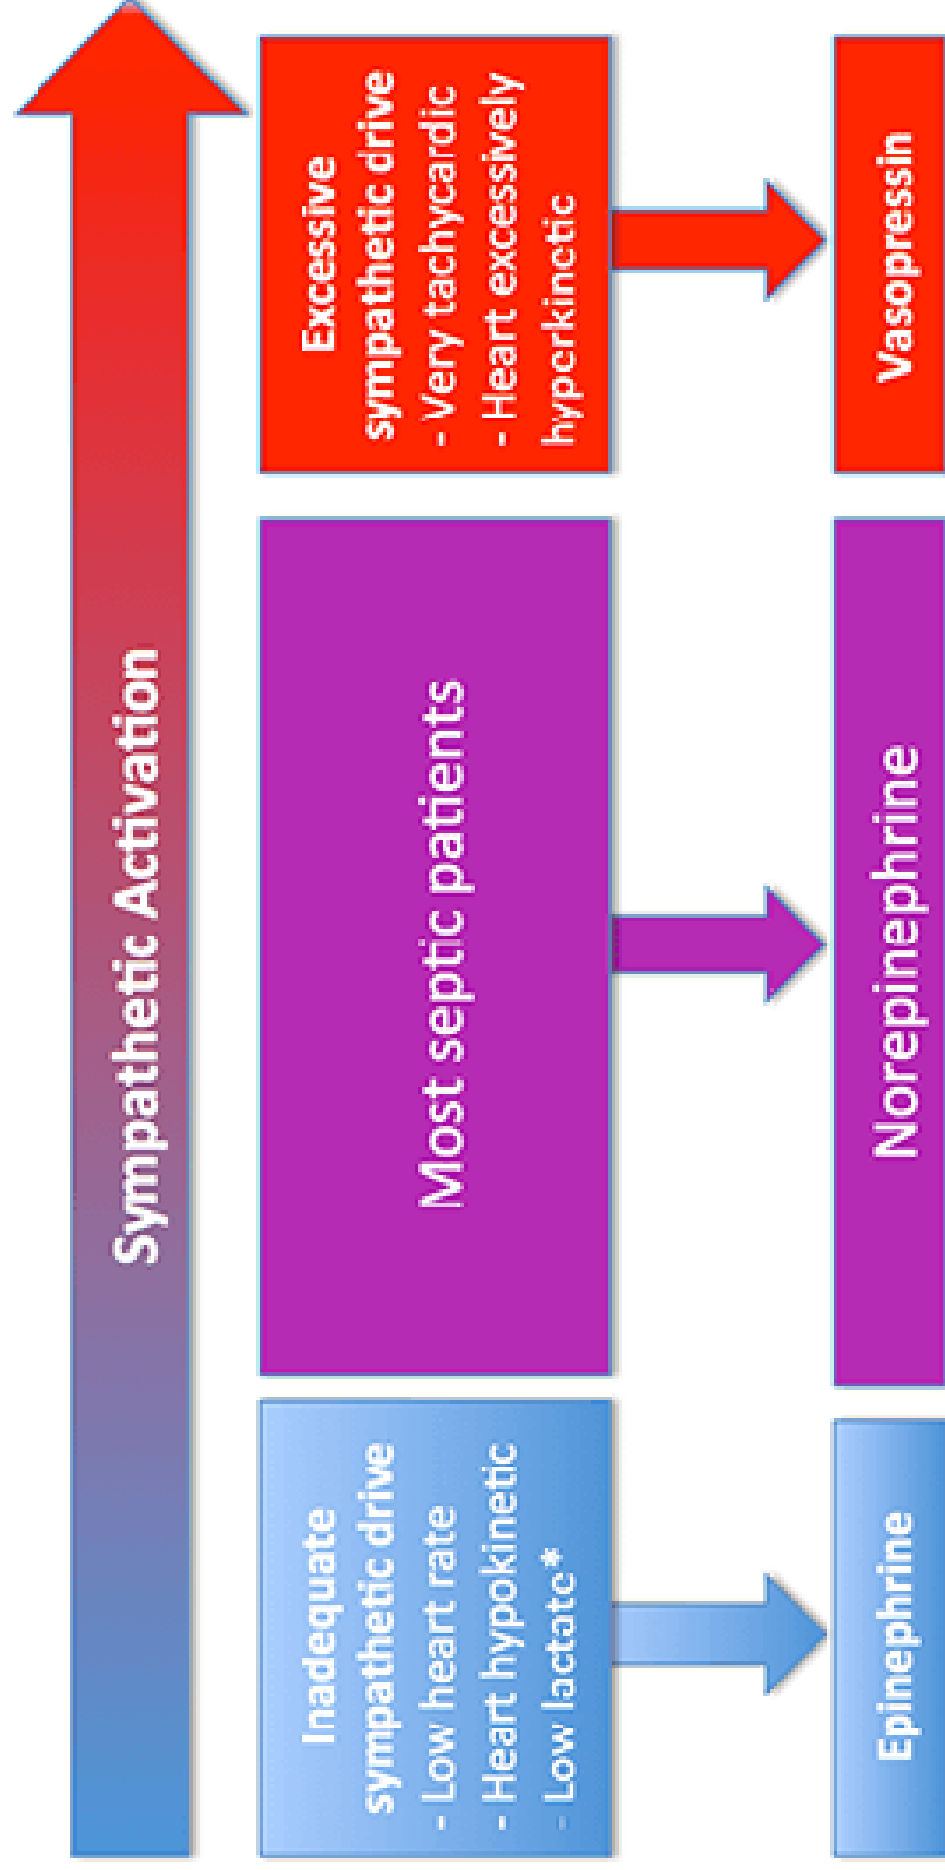 Sympathetic Activation
Inadequate
sympathetic drive
- Low heart rate
- Heart hypokinetic
- Low lactate*
Most septic patients
Excessive
sympathetic drive
- Very tachycardic
- Heart excessively
hyperkinetic
Epinephrine
Norepinephrine
Vasopressin